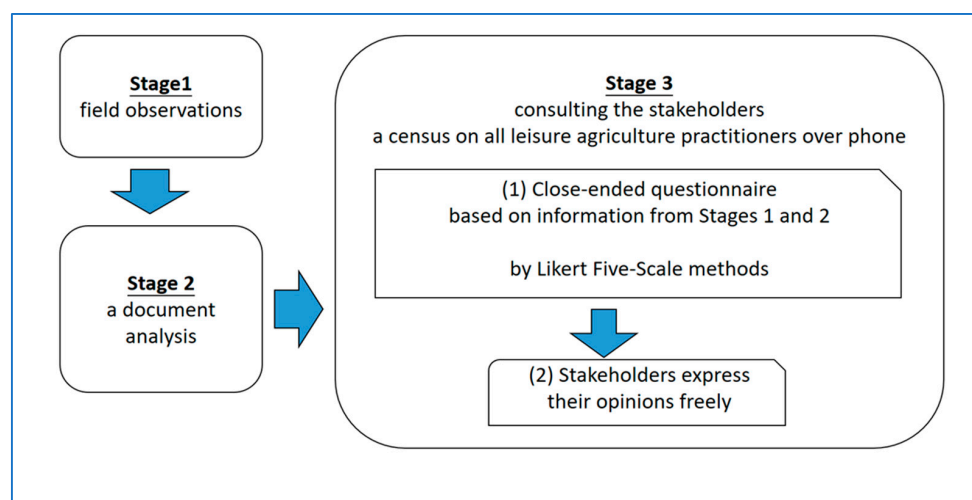 Stage1
field observations
Stage 2
a document
analysis
Stage 3
consulting the stakeholders
a census on all leisure agriculture practitioners over phone
(1) Close-ended questionnaire
based on information from Stages 1 and 2
by Likert Five-Scale methods
(2) Stakeholders express
their opinions freely